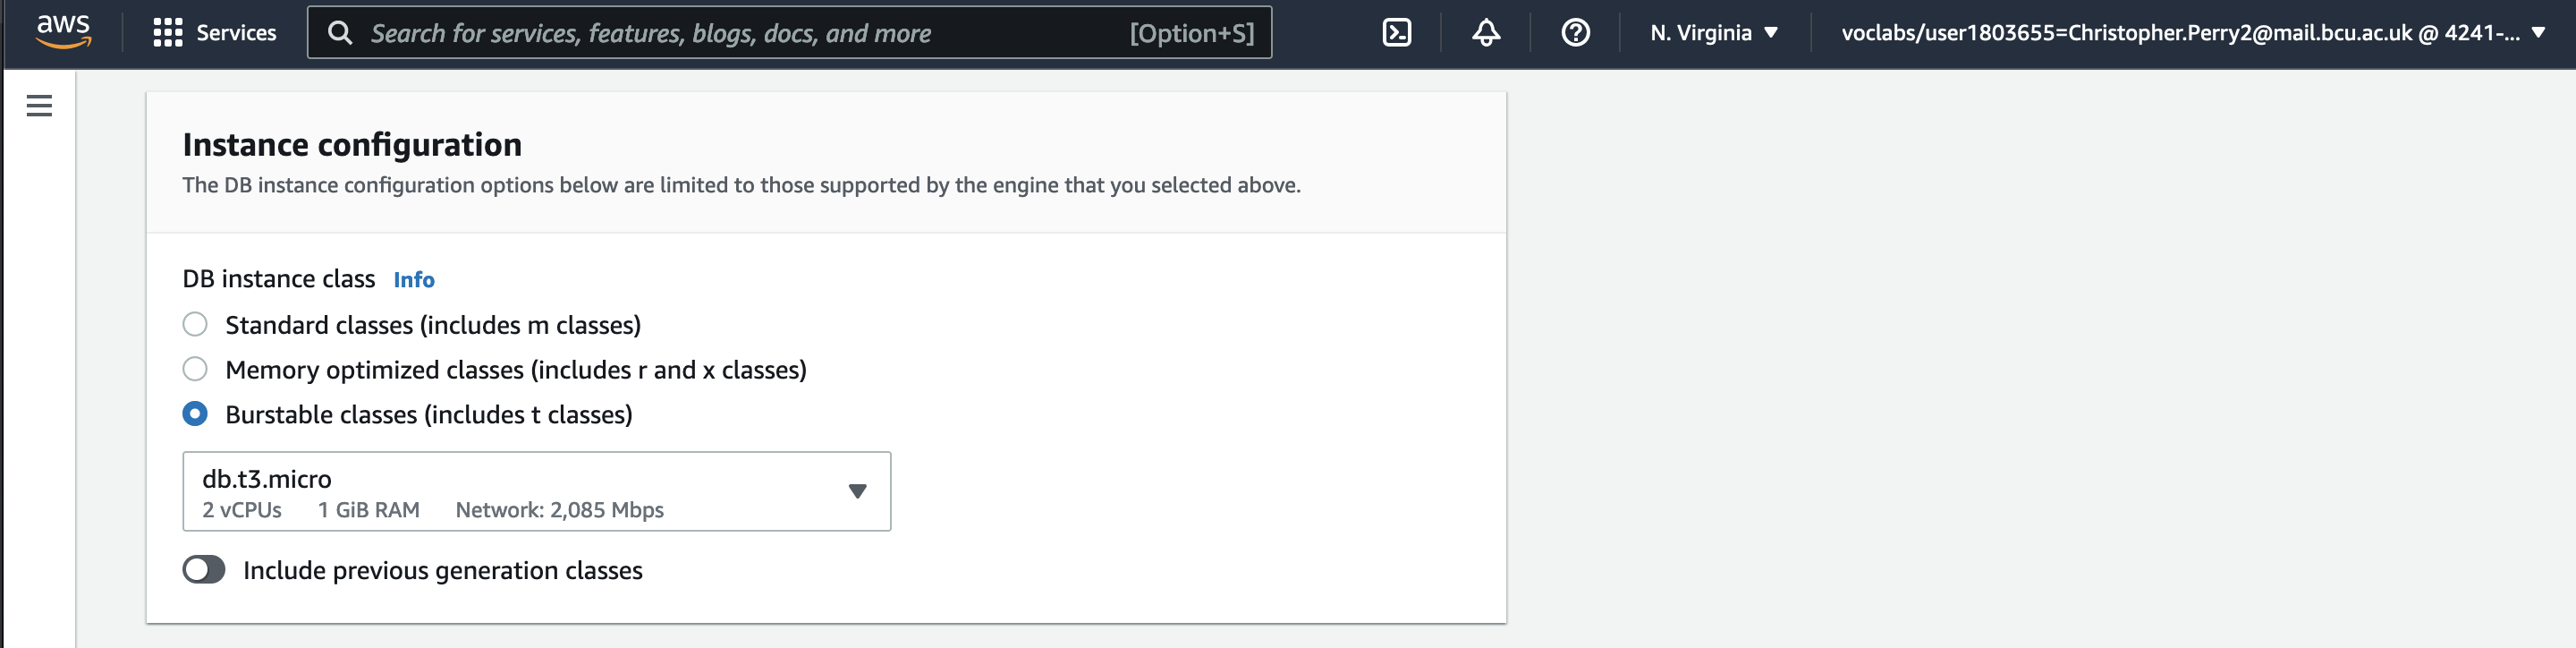 aws
Services
Search for services, features, blogs, docs, and more
[Option+S]
N. Virginia
voclabs/user1803655=Christopher.Perry2@mail.bcu.ac.uk @ 4241-...
Instance configuration
The DB instance configuration options below are limited to those supported by the engine that you selected above.
DB instance class Info
Standard classes (includes m classes)
Memory optimized classes (includes r and x classes)
Burstable classes (includes t classes)
db.t3.micro
2 vCPUs 1 GiB RAM Network: 2,085 Mbps
Include previous generation classes